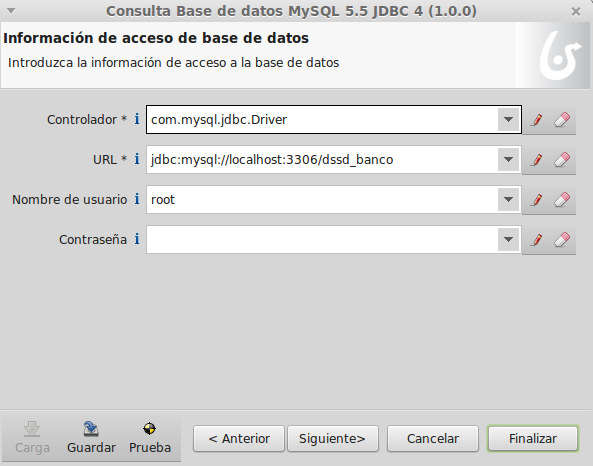 Consulta Base de datos MySQL 5.5 JDBC 4 (1.0.0)
Información de acceso de base de datos
Introduzca la información de acceso a la base de datos
Controlador * i com.mysql.jdbc.Driver
URL * i jdbc:mysql://localhost:3306/dssd_banco
Nombre de usuario i root
Contraseña i
Carga Guardar Prueba < Anterior Siguiente> Cancelar Finalizar